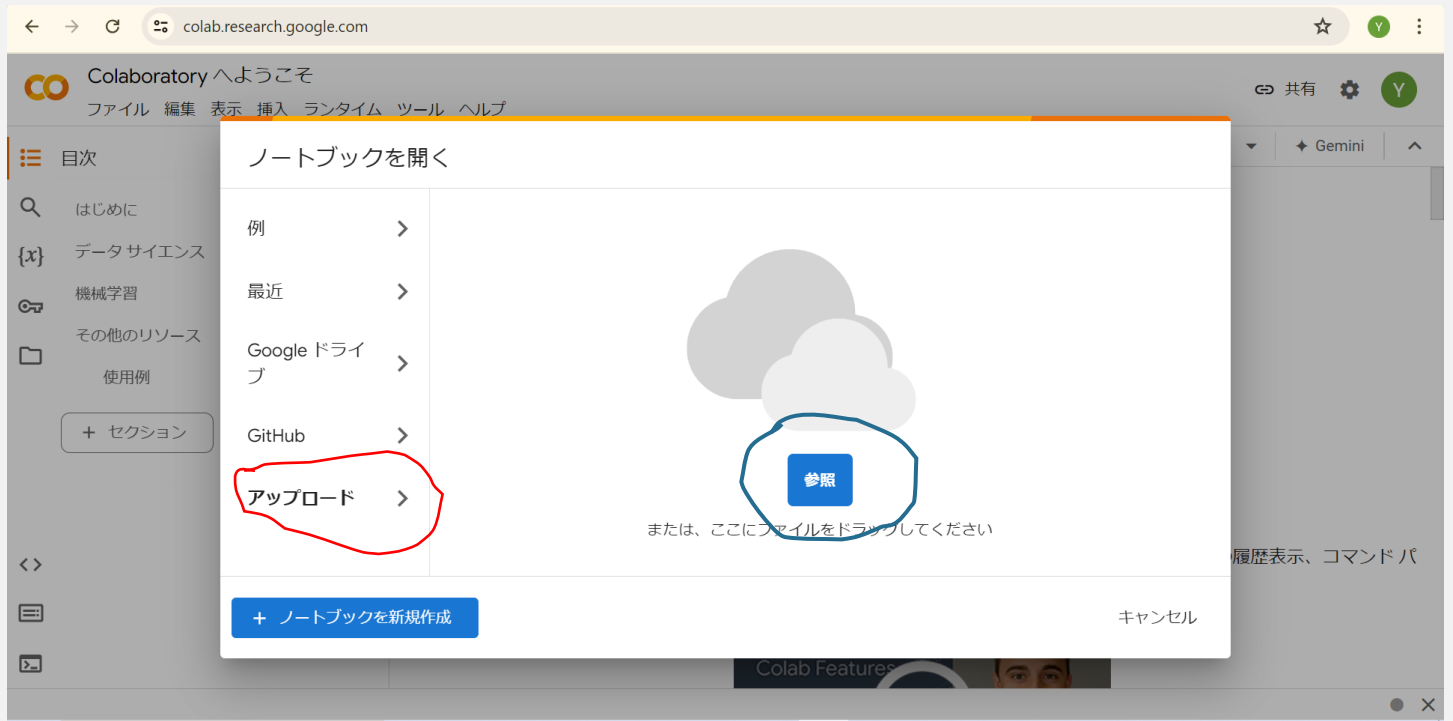 colab.research.google.com
Y
CO
Colaboratory へようこそ
ファイル 編集 表示 挿入 ランタイム ツール ヘルプ
共有
Y
目次
はじめに
データ サイエンス
機械学習
その他のリソース
使用例
+ セクション
{x}
Gemini
ノートブックを開く
例
最近
Google ドライ
ブ
GitHub
アップロード
参照
または、ここにファイルをドラッグしてください
+ ノートブックを新規作成
キャンセル
履歴表示、コマンド パ
Colab Features